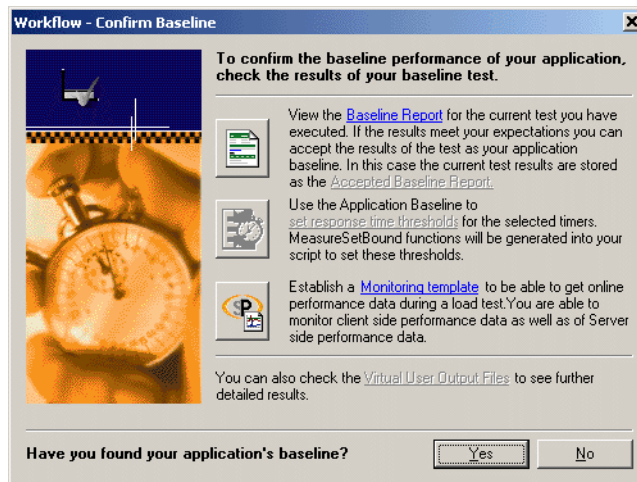 Workflow - Confirm Baseline
To confirm the baseline performance of your application,
check the results of your baseline test.
View the Baseline Report for the current test you have
executed. If the results meet your expectations you can
accept the results of the test as your application
baseline. In this case the current test results are stored
as the Accepted Baseline Report.
Use the Application Baseline to
set response time thresholds for the selected timers.
MeasureSetBound functions will be generated into your
script to set these thresholds.
Establish a Monitoring template to be able to get online
performance data during a load test.You are able to
monitor client side performance data as well as of Server
side performance data.
You can also check the Virtual User Output Files to see further
detailed results.
Have you found your application's baseline?
Yes
No